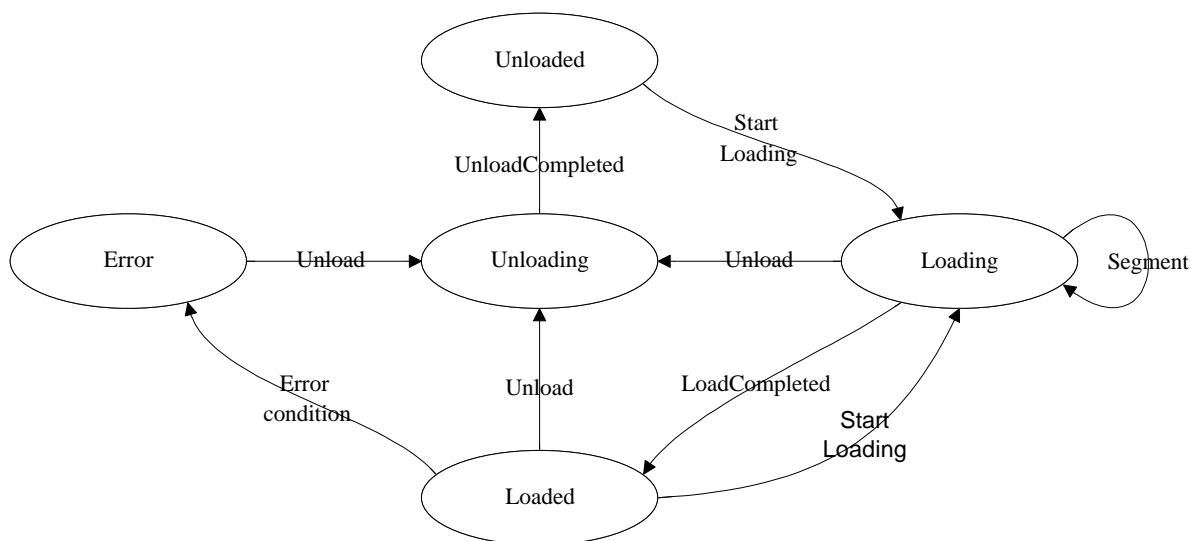 Unloaded
Start
Loading
UnloadCompleted
Error
Unload
Unloading
Unload
Loading
Segment
Error
condition
Unload
LoadCompleted
Start
Loading
Loaded